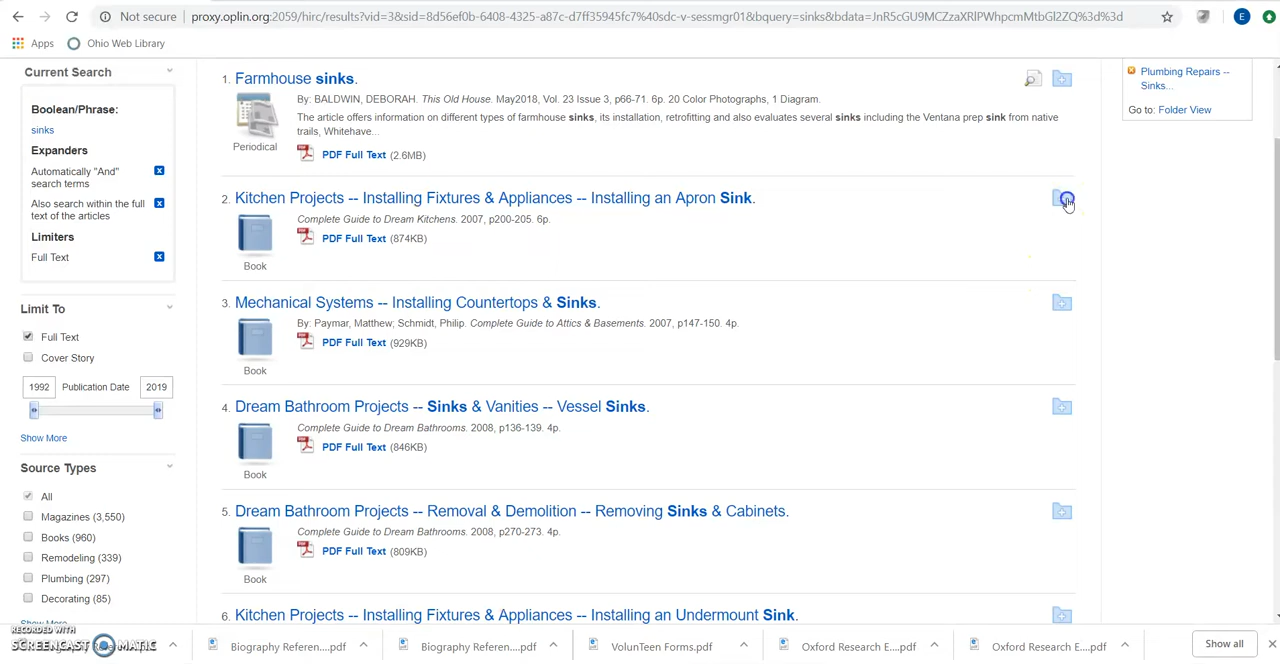 Not secure | proxy.oplin.org:2059/hirc/results?vid=3&sid=8d56ef0b-6408-4325-a87c-d7ff35945fc7%40sdc-v-sessmgr01&bquery=sinks&bdata=JnR5cGU9MCZzaXRlPWhpcmMtbGl2ZQ%3d%3d
E
Apps Ohio Web Library
Current Search
Boolean/Phrase:
sinks
Expanders
Automatically "And"
search terms
Also search within the full
text of the articles
Limiters
Full Text
Limit To
Full Text
Cover Story
1992 Publication Date 2019
Show More
Source Types
All
Magazines (3,550)
Books (960)
Remodeling (339)
Plumbing (297)
Decorating (85)
1. Farmhouse sinks.
By: BALDWIN, DEBORAH. This Old House. May2018, Vol. 23 Issue 3, p66-71. 6p. 20 Color Photographs, 1 Diagram.
The article offers information on different types of farmhouse sinks, its installation, retrofitting and also evaluates several sinks including the Ventana prep sink from native
trails, Whitehave...
Periodical
PDF Full Text (2.6MB)
2. Kitchen Projects -- Installing Fixtures & Appliances -- Installing an Apron Sink.
Complete Guide to Dream Kitchens. 2007, p200-205. 6p.
PDF Full Text (874KB)
Book
3. Mechanical Systems -- Installing Countertops & Sinks.
By: Paymar, Matthew; Schmidt, Philip. Complete Guide to Attics & Basements. 2007, p147-150. 4p.
PDF Full Text (929KB)
Book
4. Dream Bathroom Projects -- Sinks & Vanities -- Vessel Sinks.
Complete Guide to Dream Bathrooms. 2008, p136-139. 4p.
PDF Full Text (846KB)
Book
5. Dream Bathroom Projects -- Removal & Demolition -- Removing Sinks & Cabinets.
Complete Guide to Dream Bathrooms. 2008, p270-273. 4p.
PDF Full Text (809KB)
Book
6. Kitchen Projects -- Installing Fixtures & Appliances -- Installing an Undermount Sink.
Plumbing Repairs --
Sinks...
Go to: Folder View
RECORDED WITH
SCREENCAST MATIC
Biography Referen....pdf
Biography Referen....pdf
VolunTeen Forms.pdf
Oxford Research E....pdf
Oxford Research E....pdf
Show all